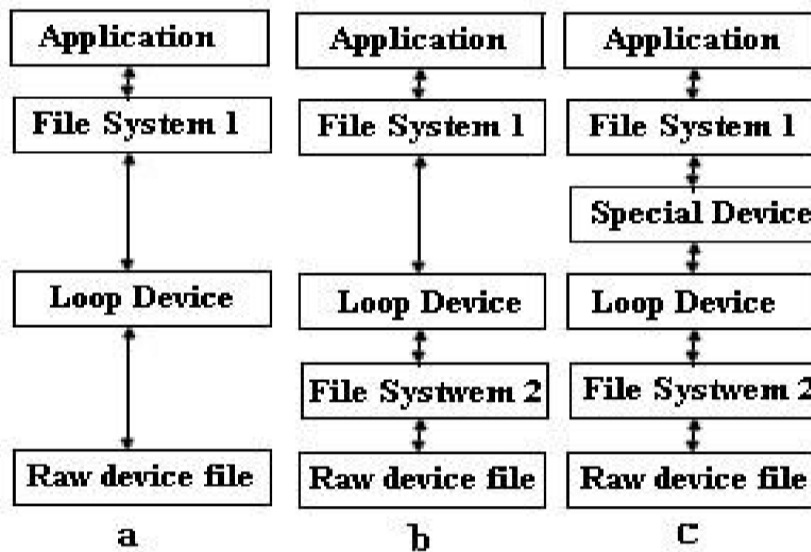 Application
File System 1
Loop Device
Raw device file
a
Application
File System 1
Loop Device
File Systwem 2
Raw device file
b
Application
File System 1
Special Device
Loop Device
File Systwem 2
Raw device file
c